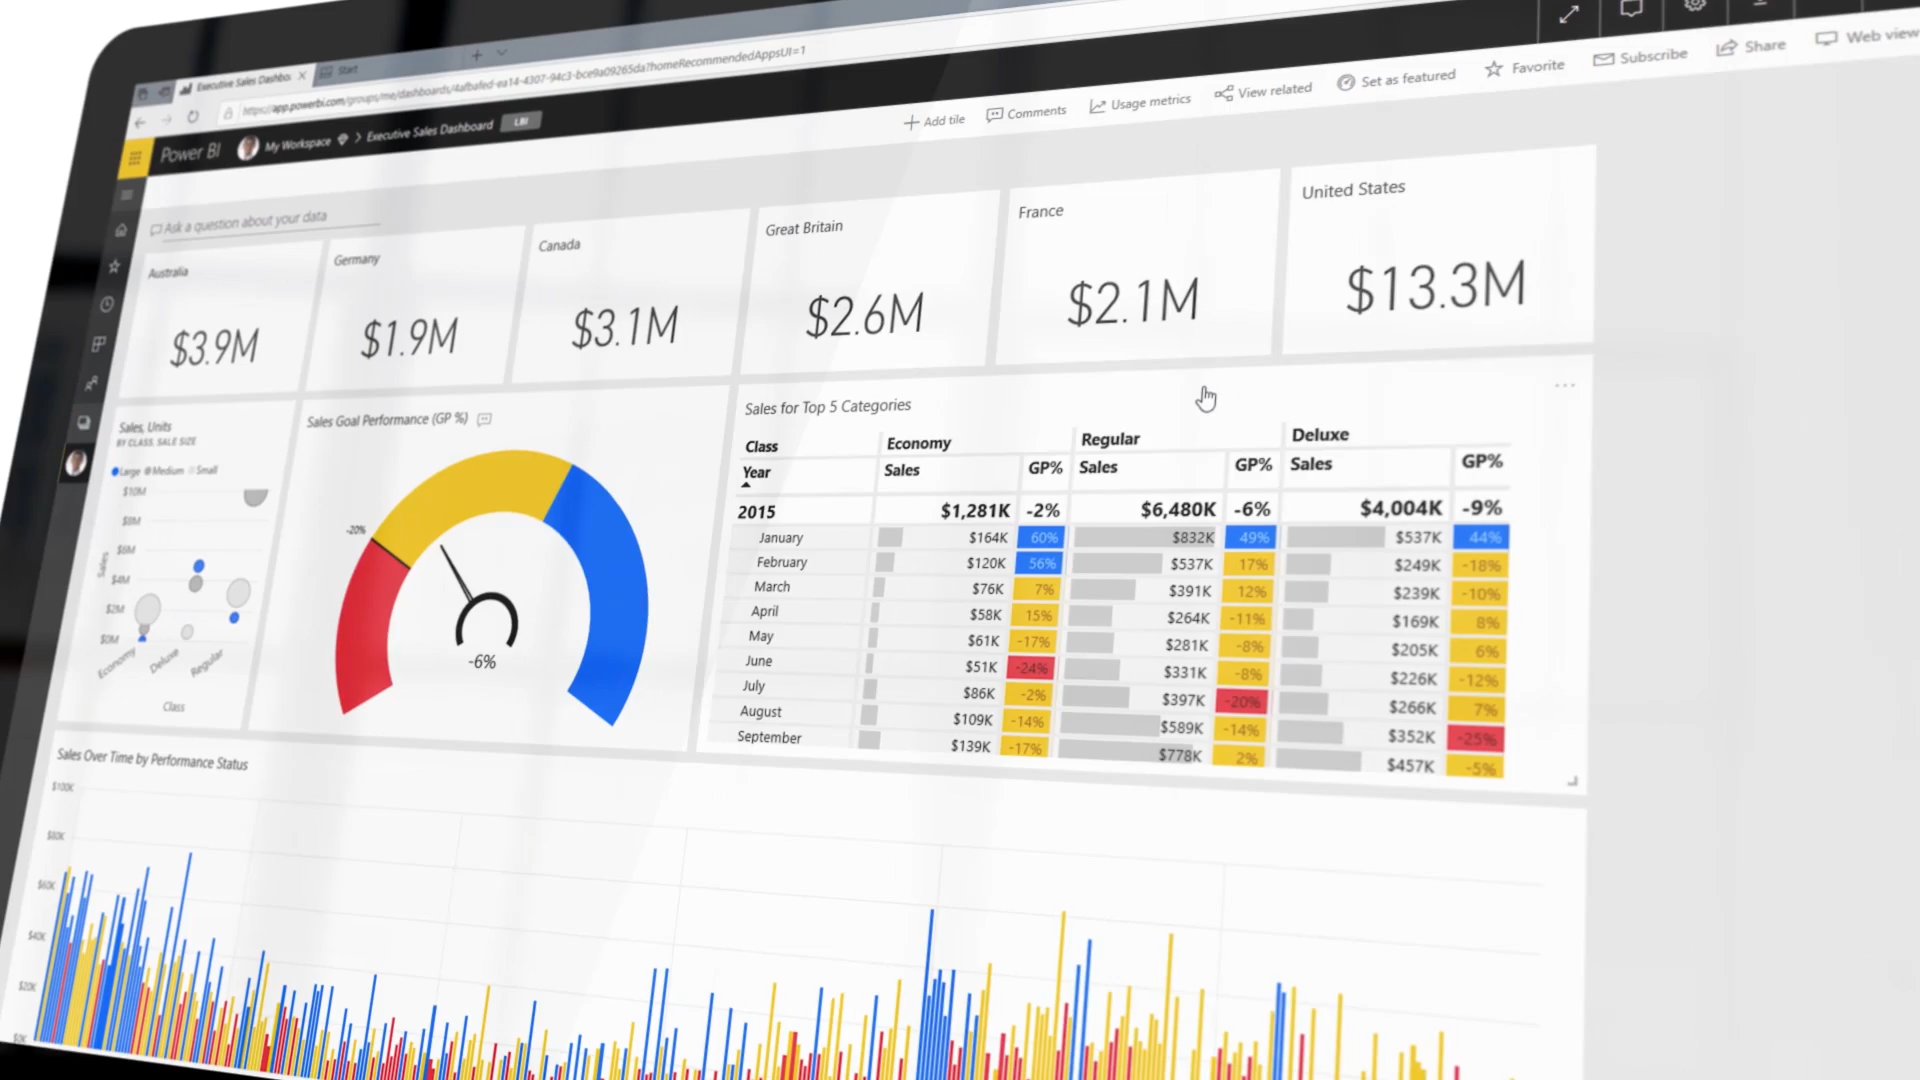 Executive Sales Dashbo
Start
https://app.powerbi.com/groups/me/dashboards/4afbafed-ea14-4307-94c3-bce9a09265da?homeRecommendedAppsUI=1
Power BI My Workspace > Executive Sales Dashboard LBI
Add tile Comments Usage metrics View related Set as featured Favorite Subscribe Share Web view
Ask a question about your data
Australia
$3.9M
Germany
$1.9M
Canada
$3.1M
Great Britain
$2.6M
France
$2.1M
United States
$13.3M
Sales, Units
BY CLASS, SALE SIZE
Large Medium Small
$10M
$8M
$6M
$4M
$2M
$0M
Sales
Economy Deluxe Regular
Class
Sales Goal Performance (GP %)
-20%
-6%
Sales for Top 5 Categories
Class Economy Regular Deluxe
Year Sales GP% Sales GP% Sales GP%
2015 $1,281K -2% $6,480K -6% $4,004K -9%
January $164K 60% $832K 49% $537K 44%
February $120K 56% $537K 17% $249K -18%
March $76K 7% $391K 12% $239K -10%
April $58K 15% $264K -11% $169K 8%
May $61K -17% $281K -8% $205K 6%
June $51K -24% $331K -8% $226K -12%
July $86K -2% $397K -20% $266K 7%
August $109K -14% $589K -14% $352K -25%
September $139K -17% $778K 2% $457K -5%
Sales Over Time by Performance Status
$100K
$80K
$60K
$40K
$20K
$0K